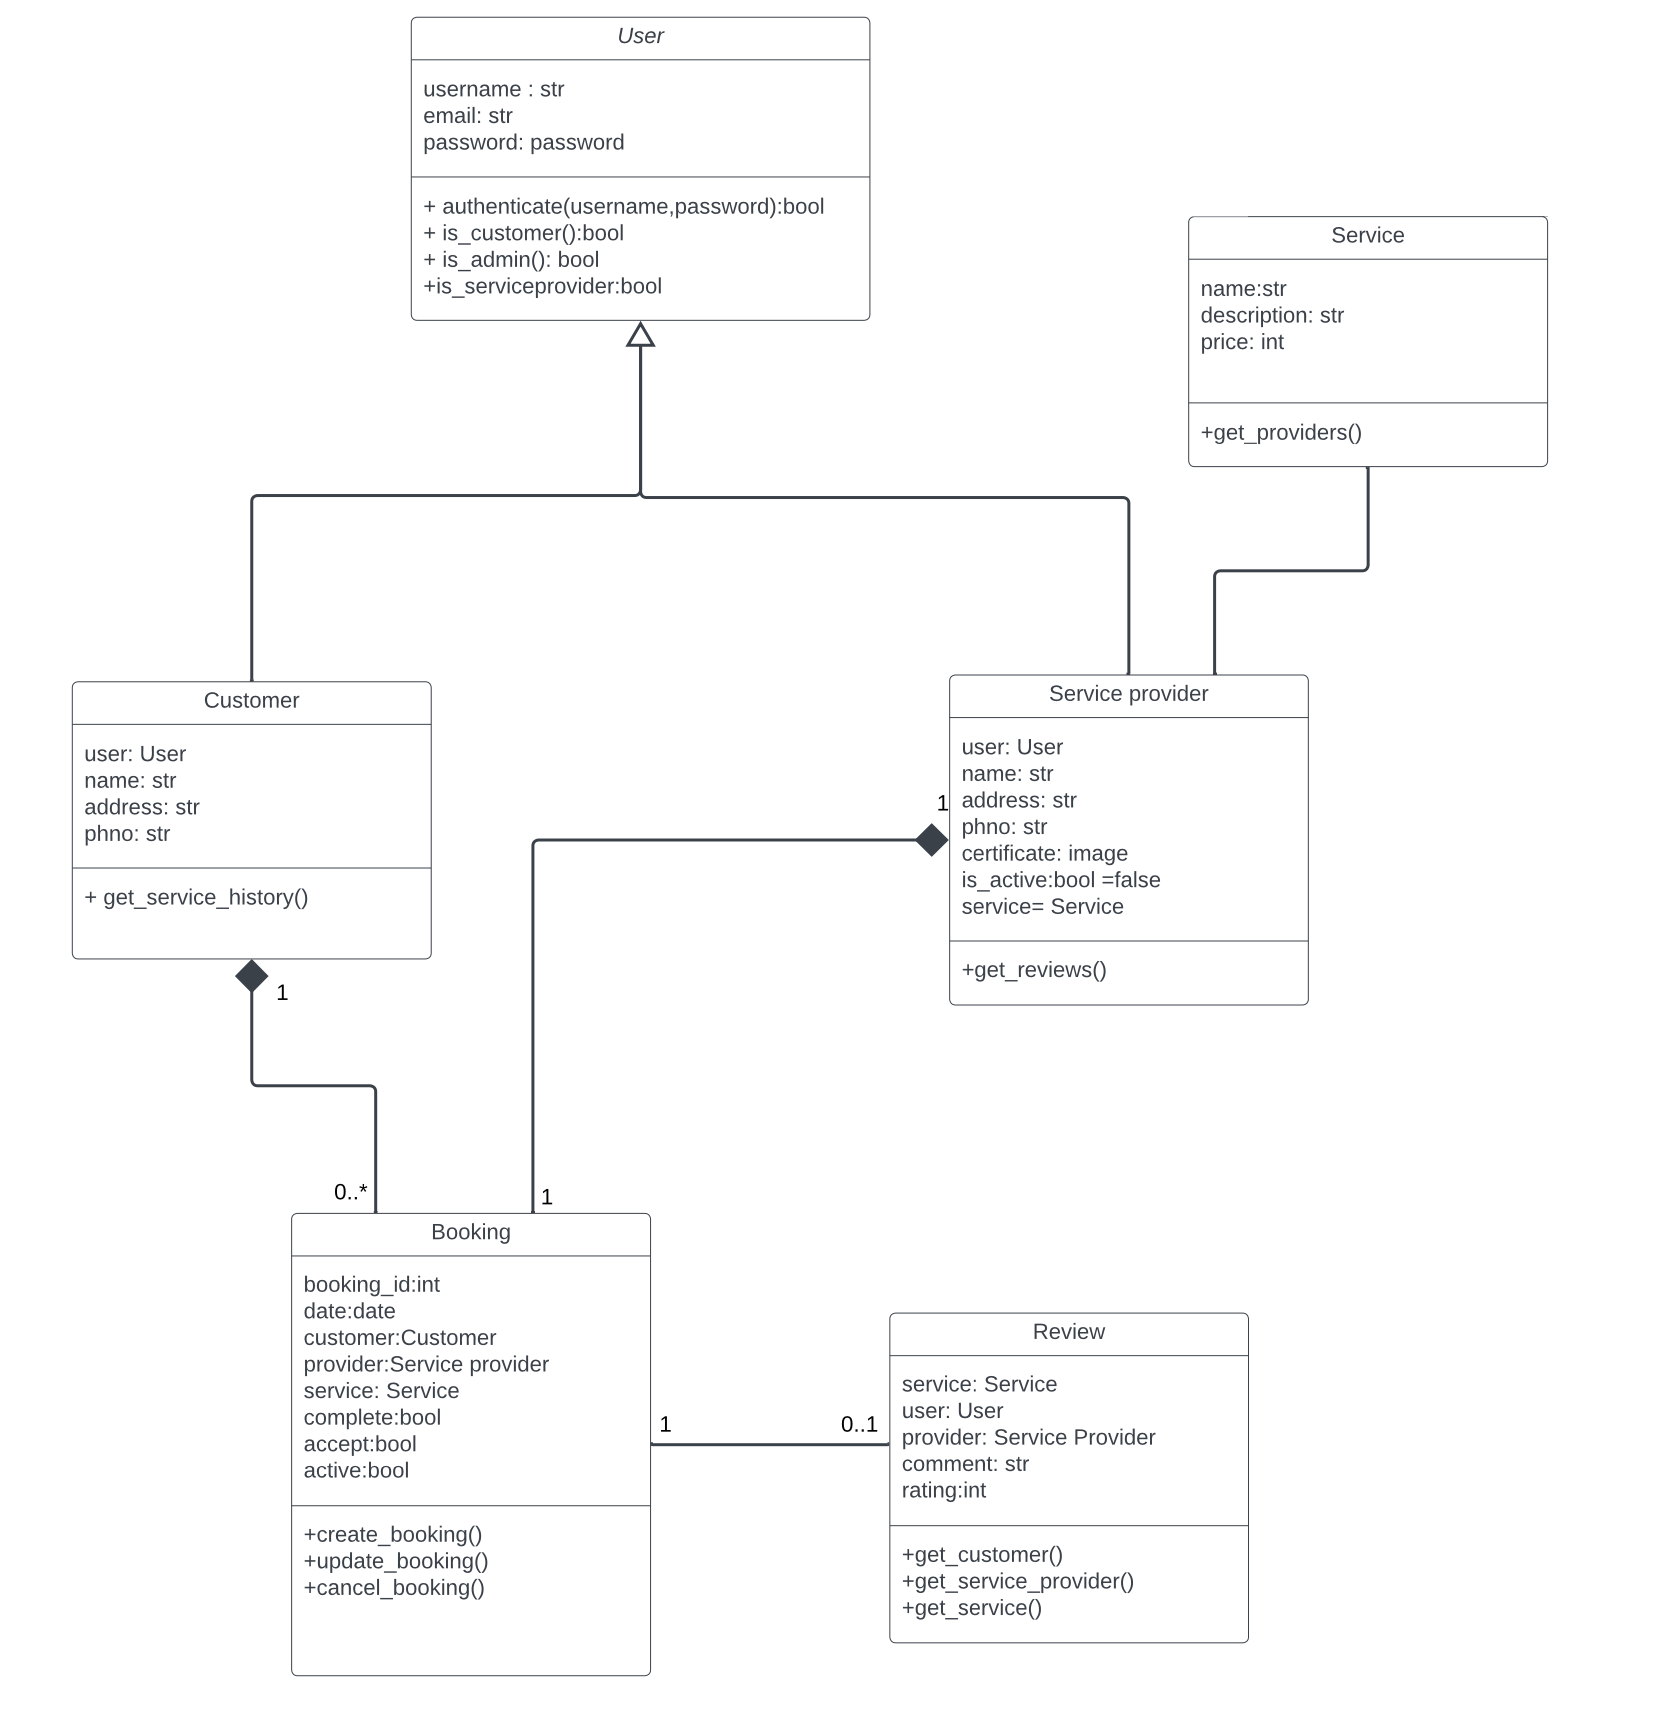 User
username : str
email: str
password: password
+ authenticate(username,password):bool
+ is_customer():bool
+ is_admin(): bool
+is_serviceprovider:bool
Service
name:str
description: str
price: int
+get_providers()
Customer
user: User
name: str
address: str
phno: str
+ get_service_history()
1
Service provider
user: User
name: str
address: str
phno: str
certificate: image
is_active:bool =false
service= Service
+get_reviews()
1
0..*
1
Booking
booking_id:int
date:date
customer:Customer
provider:Service provider
service: Service
complete:bool
accept:bool
active:bool
+create_booking()
+update_booking()
+cancel_booking()
1
0..1
Review
service: Service
user: User
provider: Service Provider
comment: str
rating:int
+get_customer()
+get_service_provider()
+get_service()